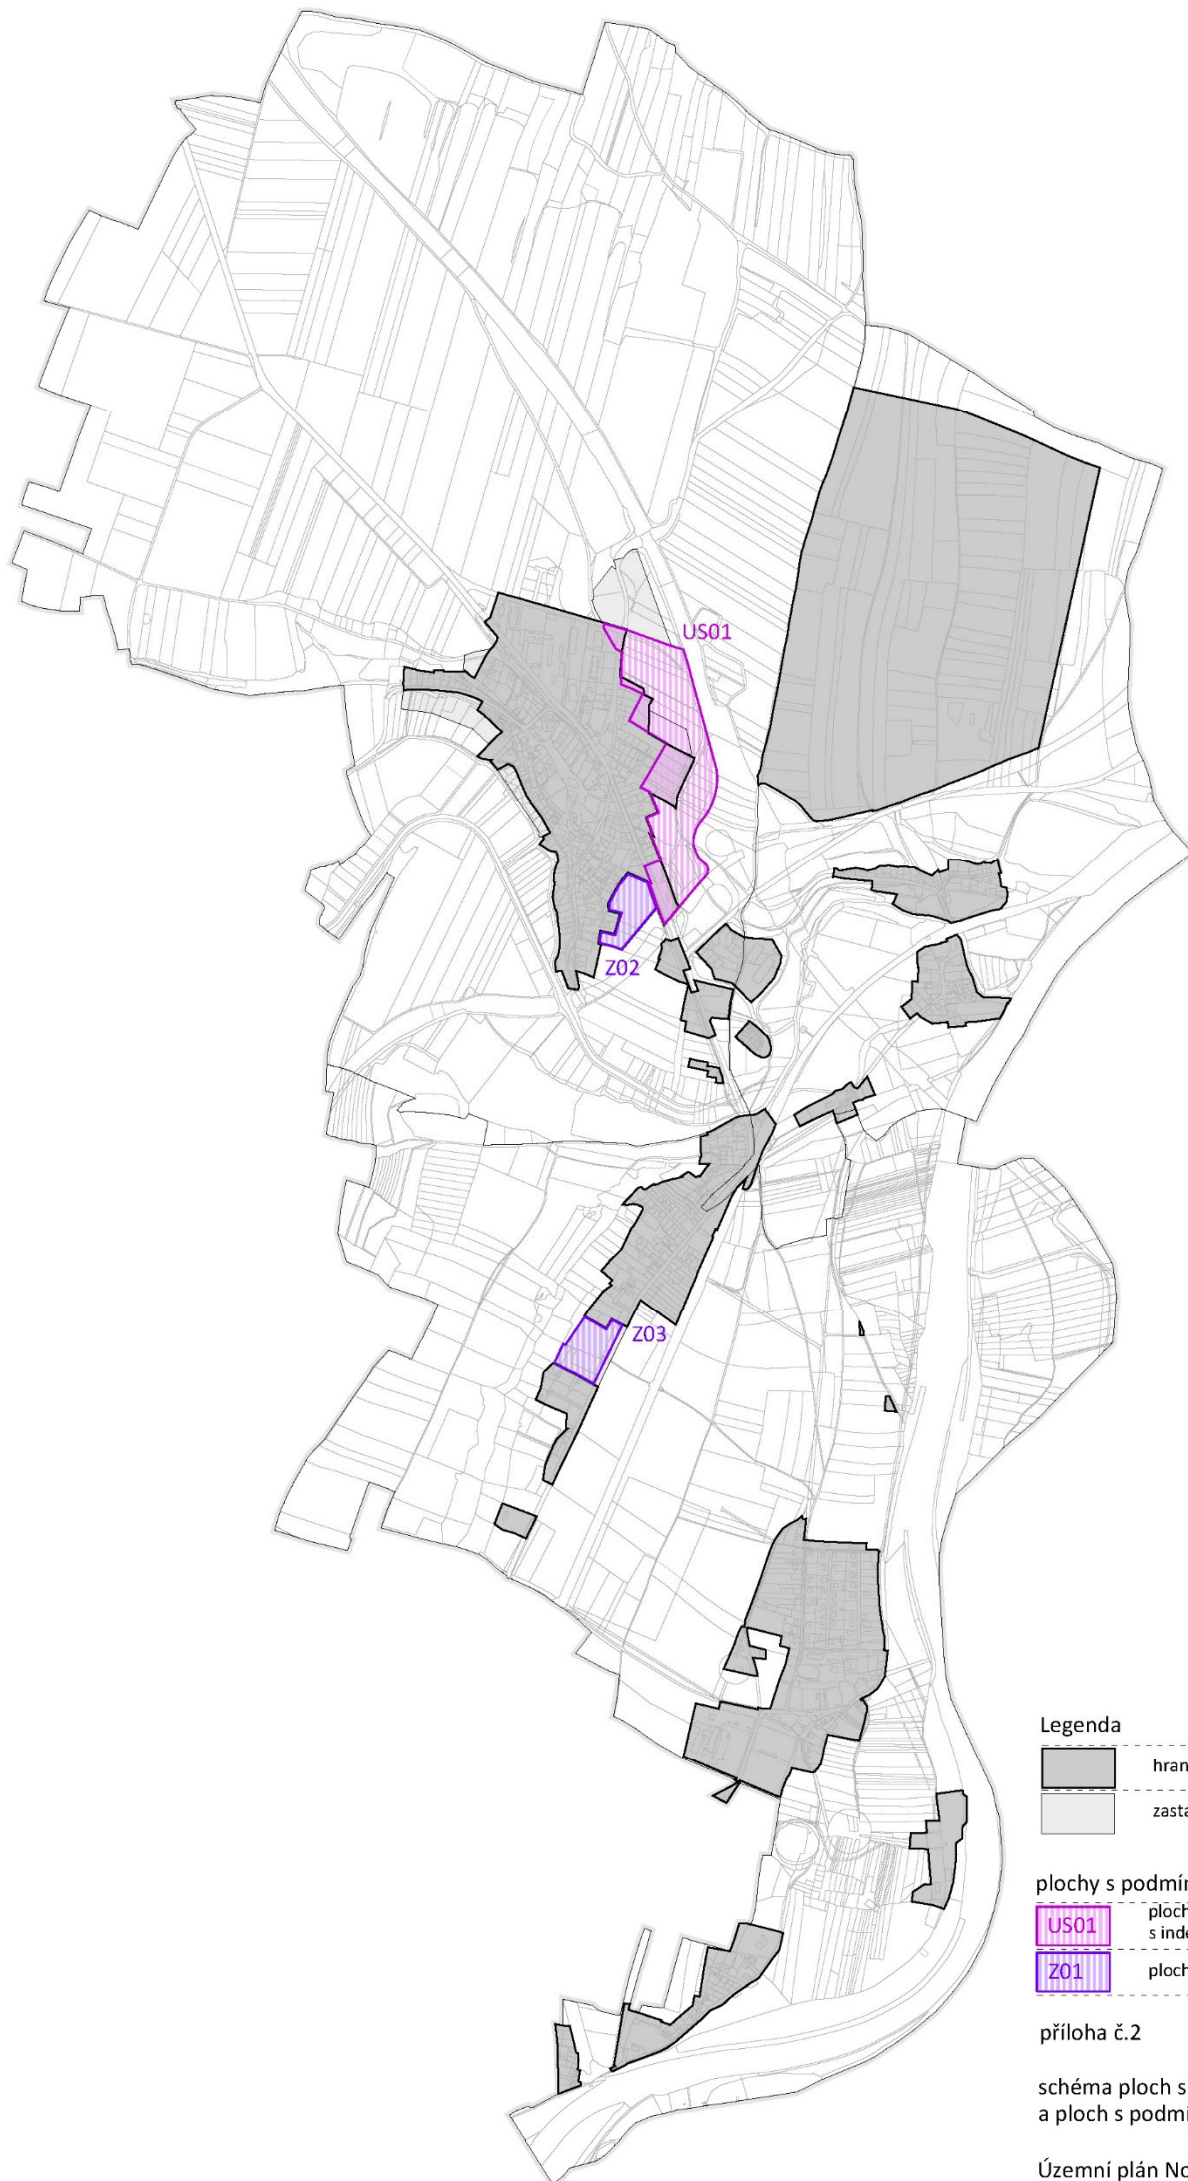 US01
Z02
Z03
Legenda
hran
zasta
plochy s podmín
US01
ploch
s inde
Z01
ploch
příloha č.2
schéma ploch s
a ploch s podmí
Územní plán No